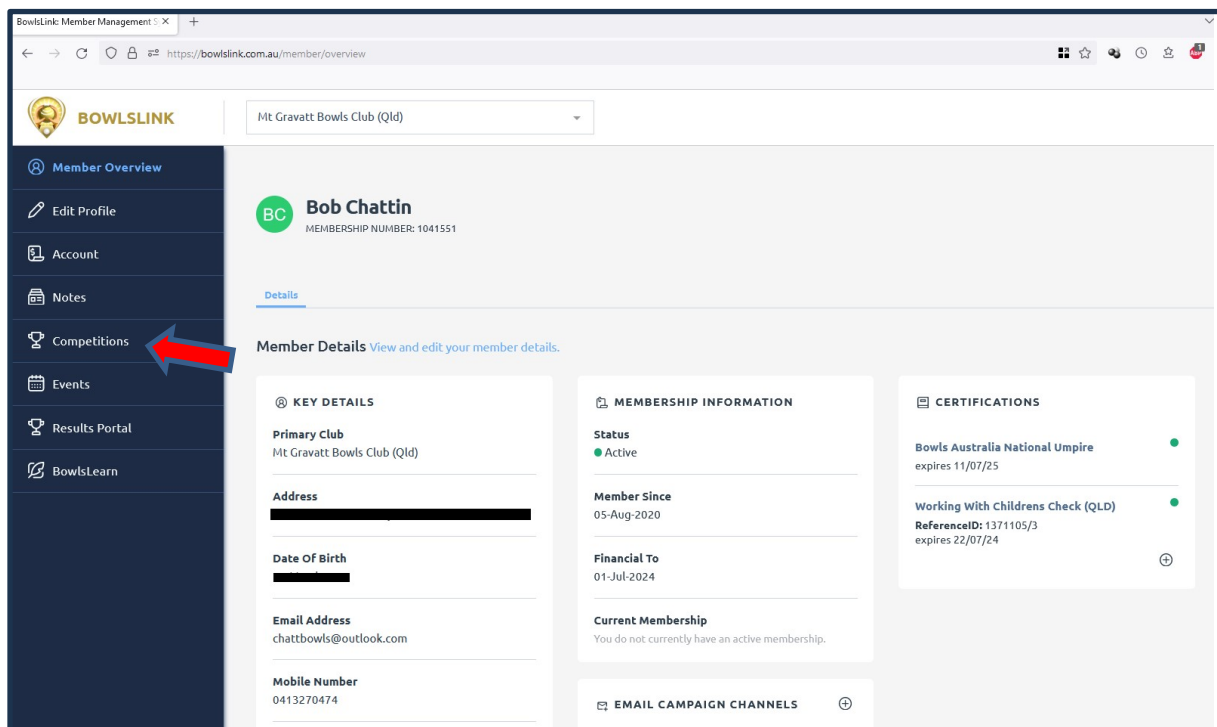 BowlsLink: Member Management S
https://bowlslink.com.au/member/overview
BOWLSLINK
Mt Gravatt Bowls Club (Qld)
Member Overview
Edit Profile
Account
Notes
Competitions
Events
Results Portal
BowlsLearn
BC
Bob Chattin
MEMBERSHIP NUMBER: 1041551
Details
Member Details View and edit your member details.
KEY DETAILS
Primary Club
Mt Gravatt Bowls Club (Qld)
Address
Date Of Birth
Email Address
chattbowls@outlook.com
Mobile Number
0413270474
MEMBERSHIP INFORMATION
Status
Active
Member Since
05-Aug-2020
Financial To
01-Jul-2024
Current Membership
You do not currently have an active membership.
EMAIL CAMPAIGN CHANNELS
CERTIFICATIONS
Bowls Australia National Umpire
expires 11/07/25
Working With Childrens Check (QLD)
ReferenceID: 1371105/3
expires 22/07/24